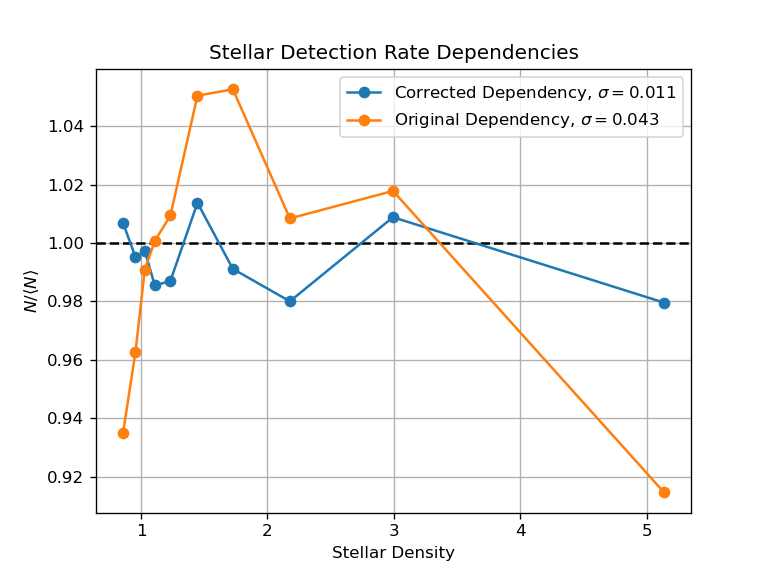 Stellar Detection Rate Dependencies
Corrected Dependency, σ = 0.011
Original Dependency, σ = 0.043
1.04
1.02
1.00
0.98
0.96
0.94
0.92
N/⟨N⟩
1 2 3 4 5
Stellar Density